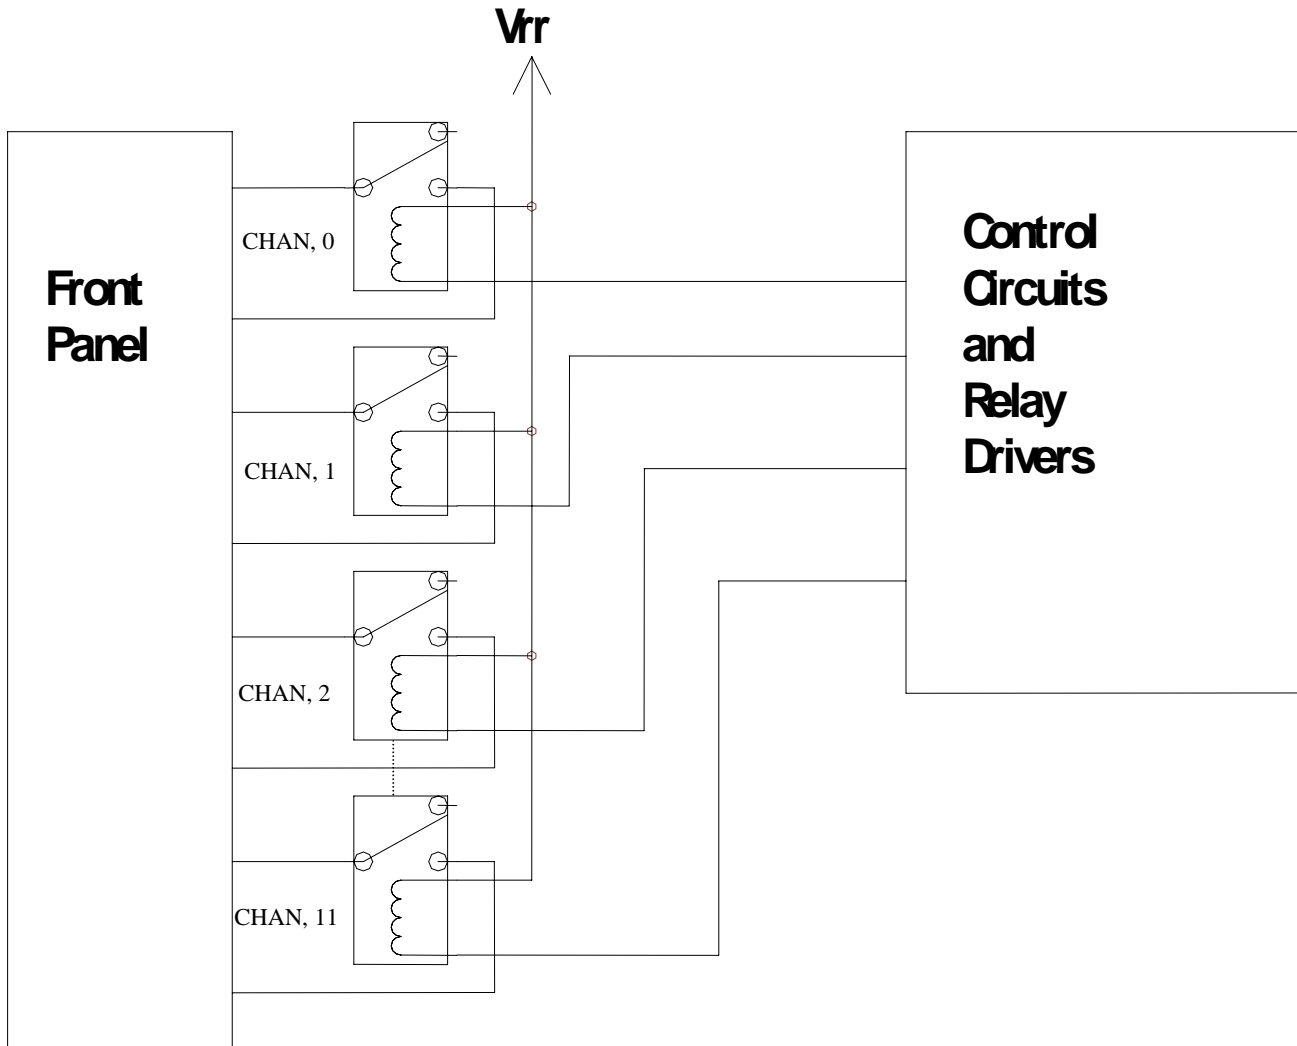 Vrr
Front
Panel
CHAN, 0
CHAN, 1
CHAN, 2
CHAN, 11
Control
Circuits
and
Relay
Drivers